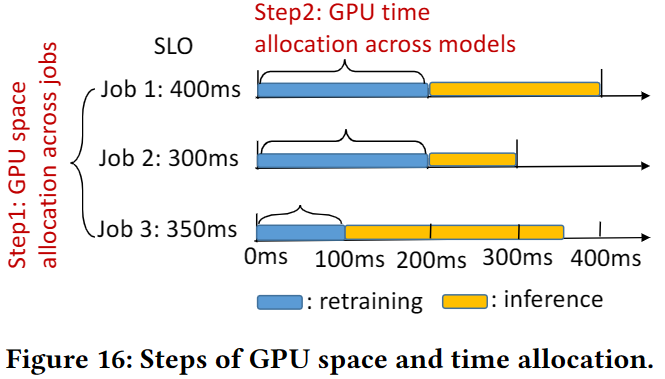 Step2: GPU time
allocation across models
SLO
Step1: GPU space
allocation across jobs
Job 1: 400ms
Job 2: 300ms
Job 3: 350ms
0ms 100ms 200ms 300ms 400ms
: retraining : inference
Figure 16: Steps of GPU space and time allocation.